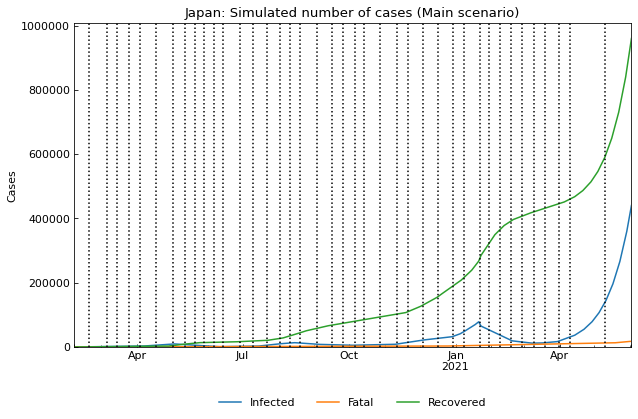 Japan: Simulated number of cases (Main scenario)
1000000
800000
600000
400000
200000
0
Cases
Apr
Jul
Oct
Jan
2021
Apr
Infected
Fatal
Recovered